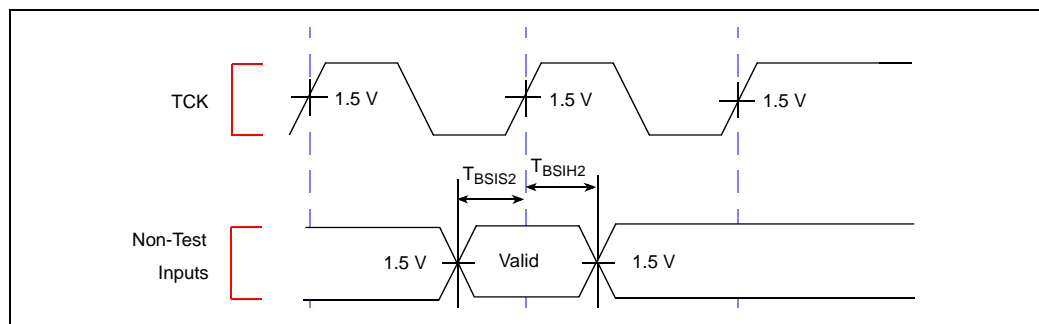 TCK
1.5 V
1.5 V
1.5 V
TBSIS2
TBSIH2
Non-Test
Inputs
1.5 V
Valid
1.5 V